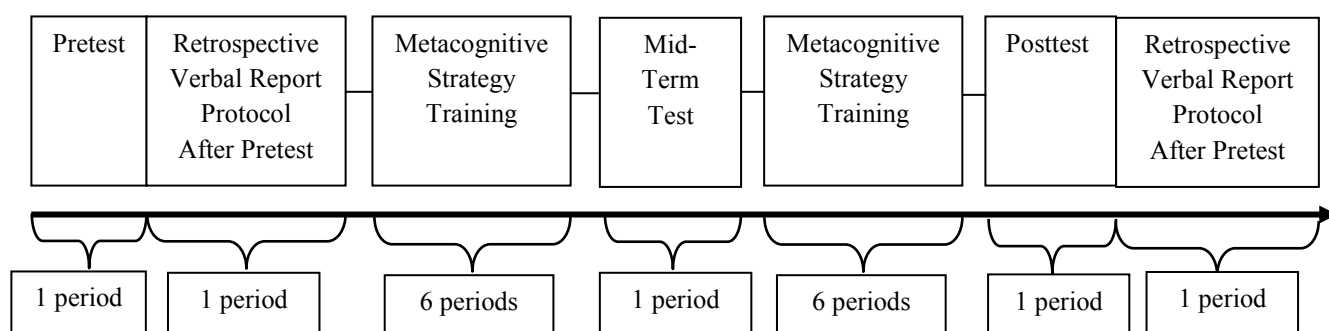 Pretest
Retrospective
Verbal Report
Protocol
After Pretest
Metacognitive
Strategy
Training
Mid-
Term
Test
Metacognitive
Strategy
Training
Posttest
Retrospective
Verbal Report
Protocol
After Pretest
1 period
1 period
6 periods
1 period
6 periods
1 period
1 period